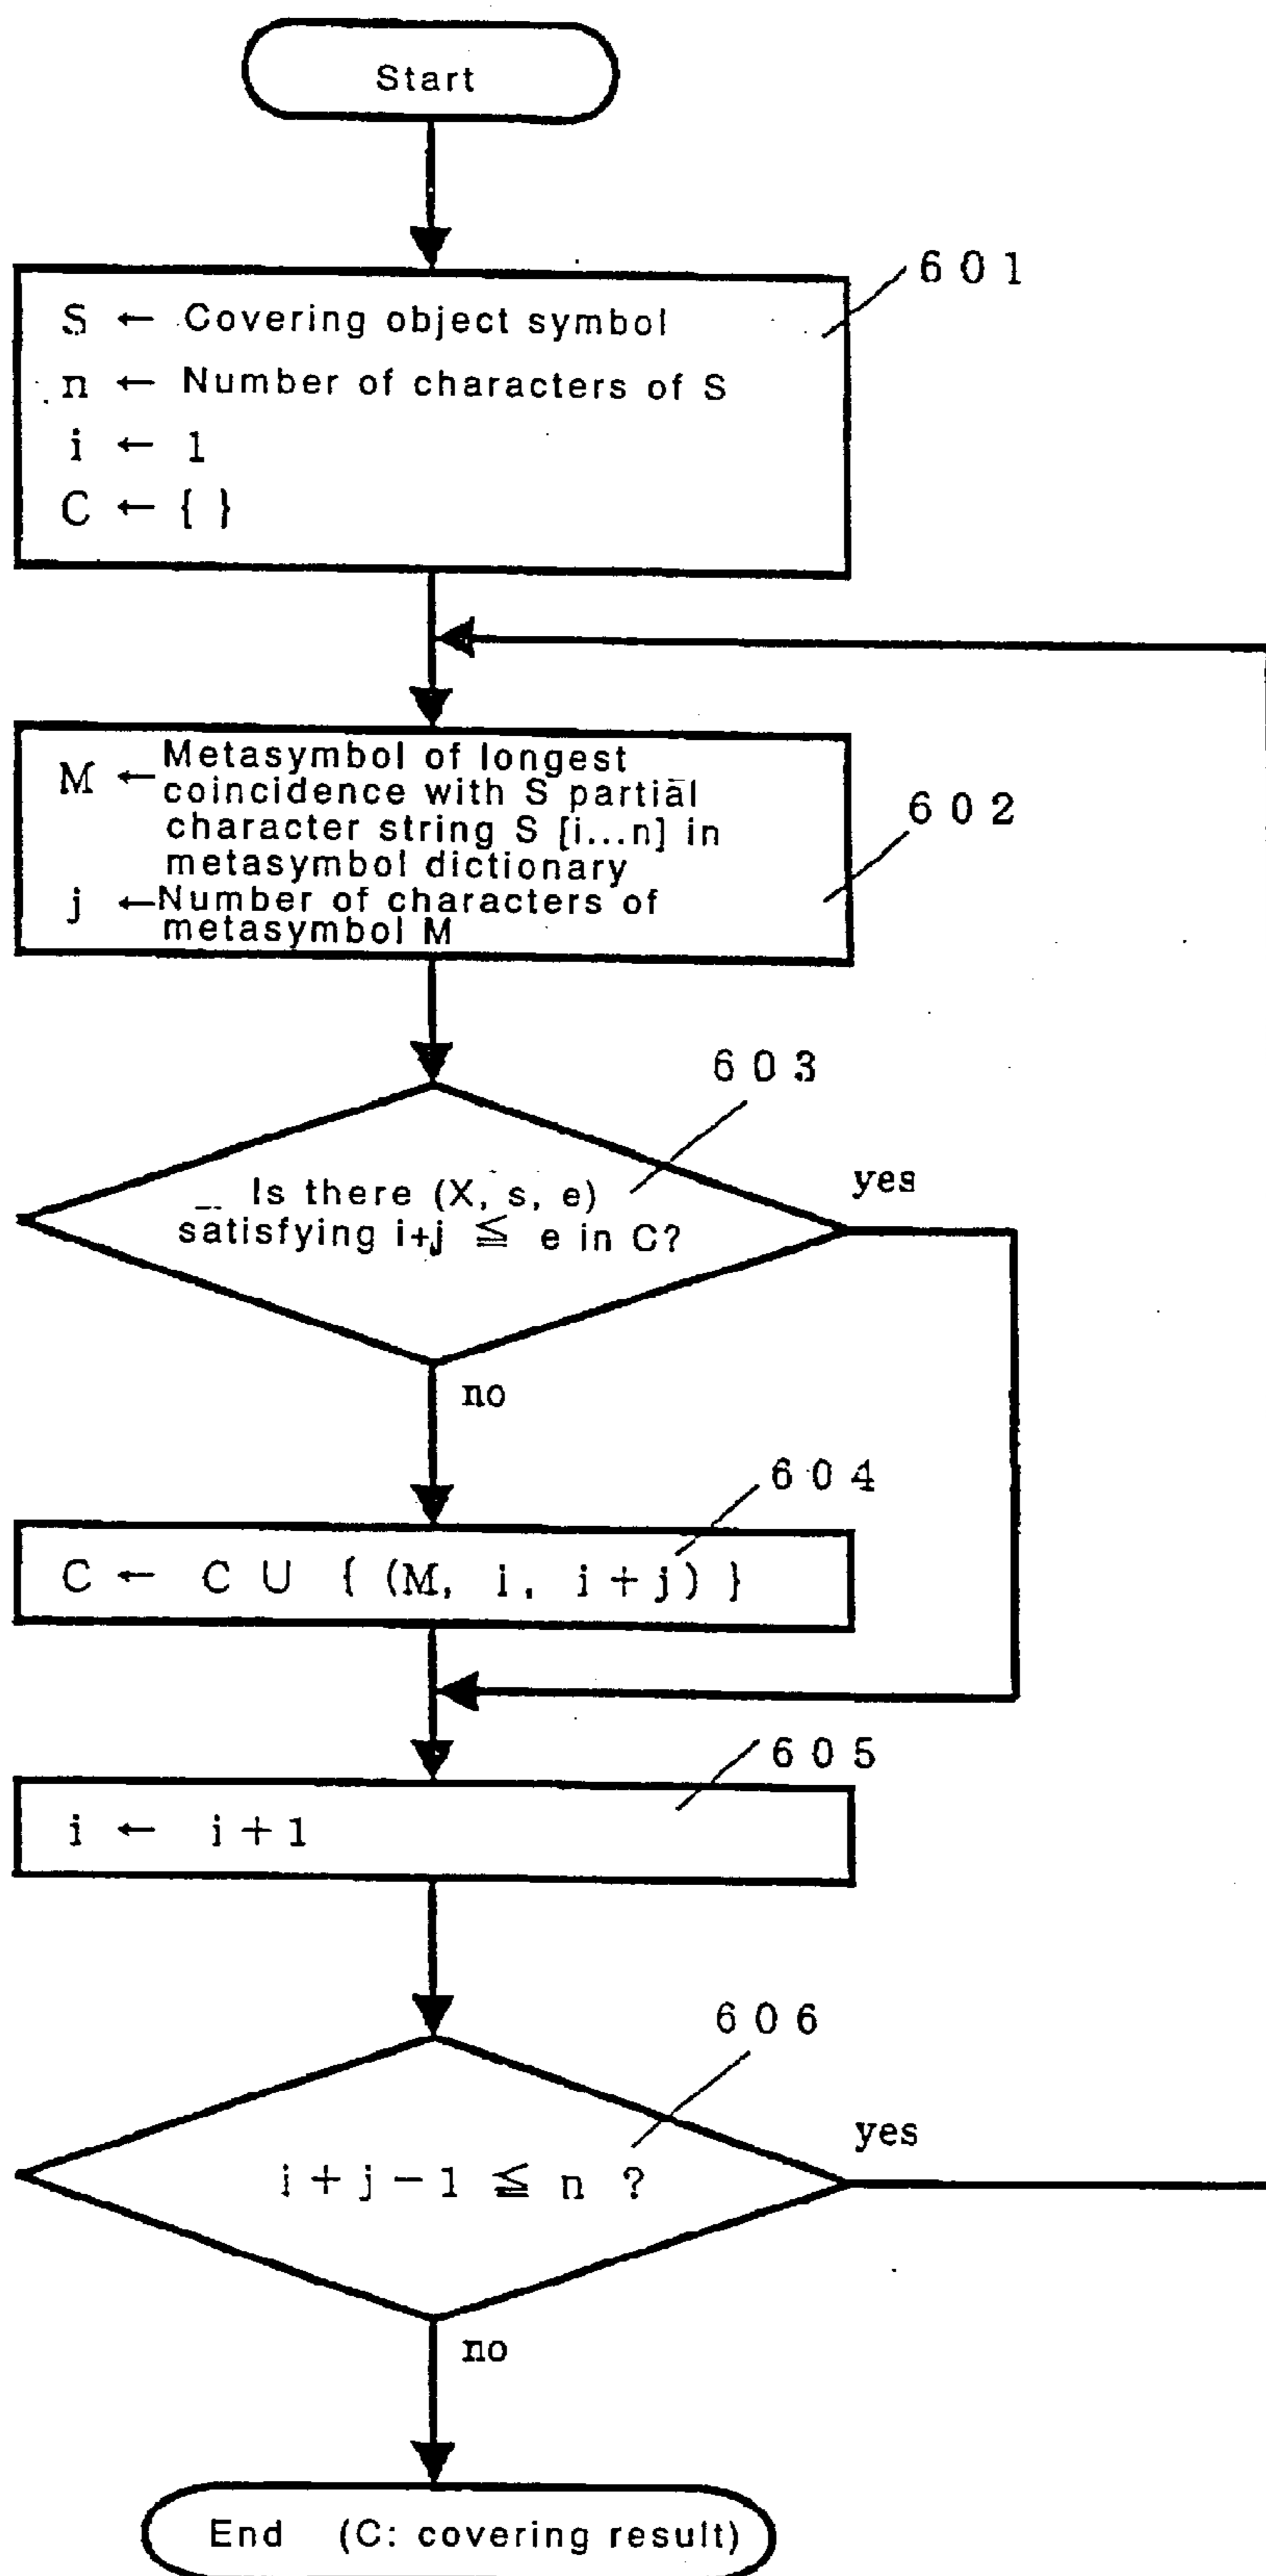 Start
601
S ← Covering object symbol
n ← Number of characters of S
i ← 1
C ← { }
M ← Metasymbol of longest
coincidence with S partial
character string S [i...n] in
metasymbol dictionary
602
j ← Number of characters of
metasymbol M
603
Is there (X, s, e)
satisfying i+j ≦ e in C?
yes
no
604
C ← C U { (M, i, i+j) }
605
i ← i+1
606
i+j-1 ≦ n ?
yes
no
End (C: covering result)